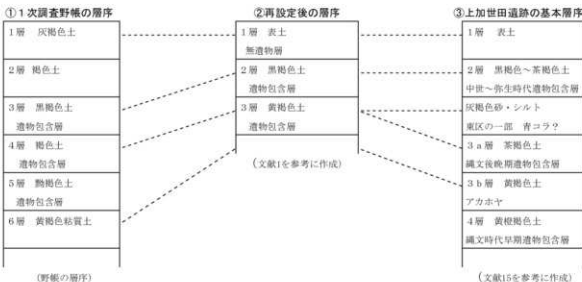 ①1次調査野帳の層序
1層 灰褐色土
2層 褐色土
3層 黒褐色土
遺物包含層
4層 褐色土
遺物包含層
5層 黝褐色土
遺物包含層
6層 黄褐色粘質土
(野帳の層序)
②再設定後の層序
1層 表土
無遺物層
2層 黒褐色土
遺物包含層
3層 黄褐色土
遺物包含層
(文献1を参考に作成)
③上加世田遺跡の基本層序
1層 表土
2層 黒褐色~茶褐色土
中世~弥生時代遺物包含層
灰褐色砂・シルト
東区の一部 青コラ?
3a層 茶褐色土
縄文後晩期遺物包含層
3b層 黄褐色土
アカホヤ
4層 黄橙褐色土
縄文時代早期遺物包含層
(文献15を参考に作成)